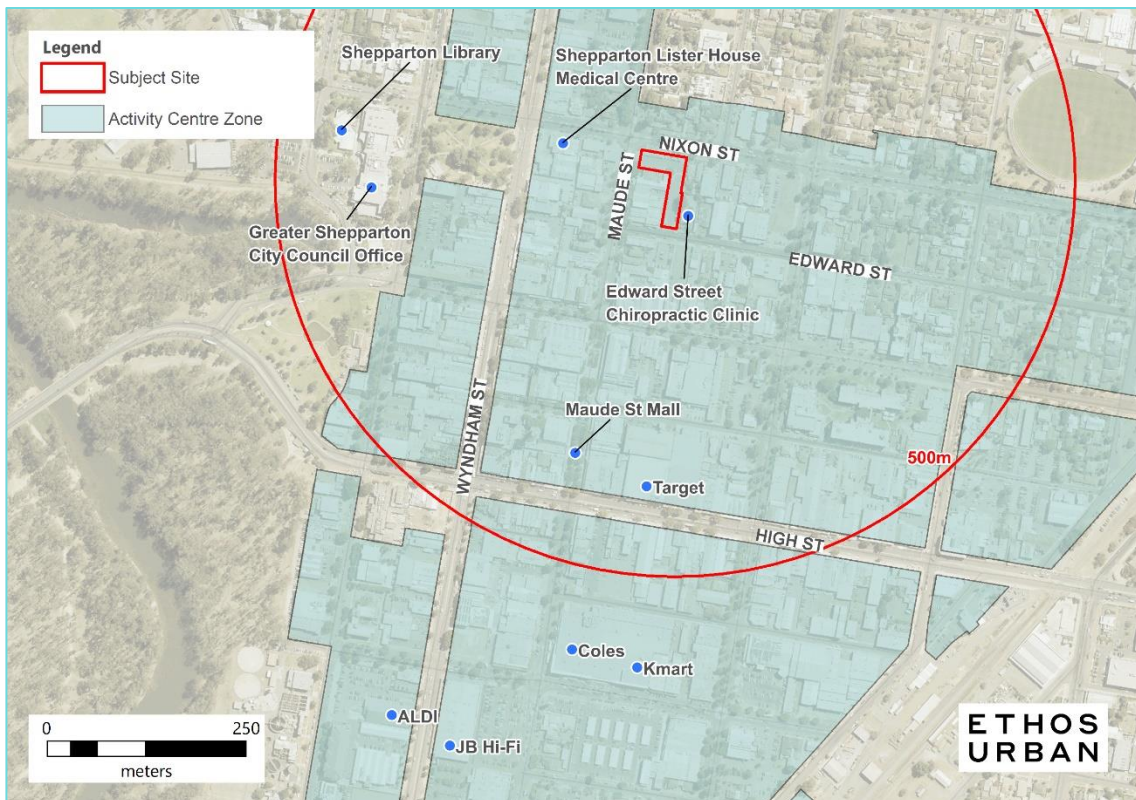 Legend
Subject Site
Activity Centre Zone
Shepparton Library
Shepparton Lister House
Medical Centre
NIXON ST
MAUDE ST
Greater Shepparton
City Council Office
EDWARD ST
Edward Street
Chiropractic Clinic
WYNDHAM ST
Maude St Mall
500m
Target
HIGH ST
Coles
Kmart
ALDI
JB Hi-Fi
0 250
meters
ETHOS
URBAN